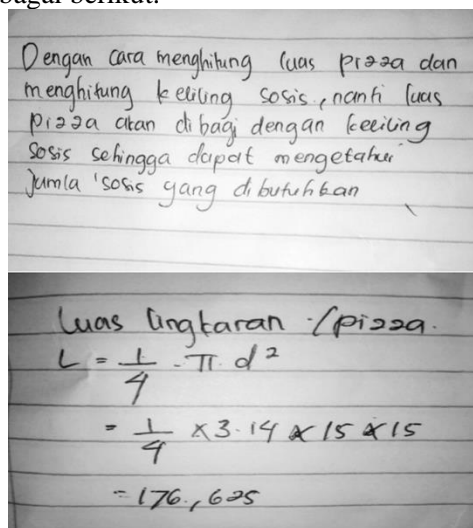 bagai berikut:
Dengan cara menghitung luas pizza dan
menghitung keliling sosis, nanti luas
pizza akan di bagi dengan keliling
sosis sehingga dapat mengetahui
Jumla sosis yang di butuhkan
Luas lingkaran / pizza.
L = 1/4 . π. d²
= 1/4 × 3.14 × 15 × 15
= 176,625